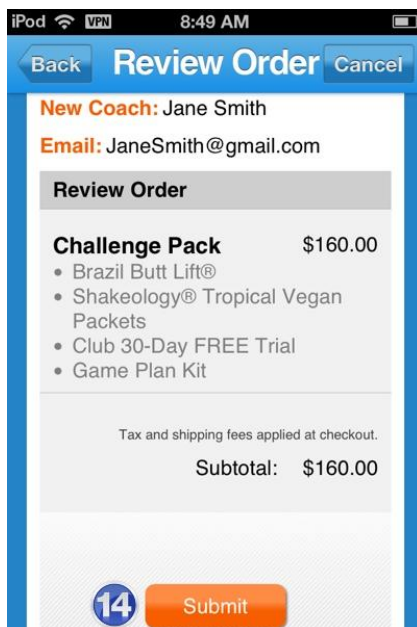 iPod VPN 8:49 AM
Back Review Order Cancel
New Coach: Jane Smith
Email: JaneSmith@gmail.com
Review Order
Challenge Pack $160.00
• Brazil Butt Lift®
• Shakeology® Tropical Vegan
Packets
• Club 30-Day FREE Trial
• Game Plan Kit
Tax and shipping fees applied at checkout.
Subtotal: $160.00
14 Submit